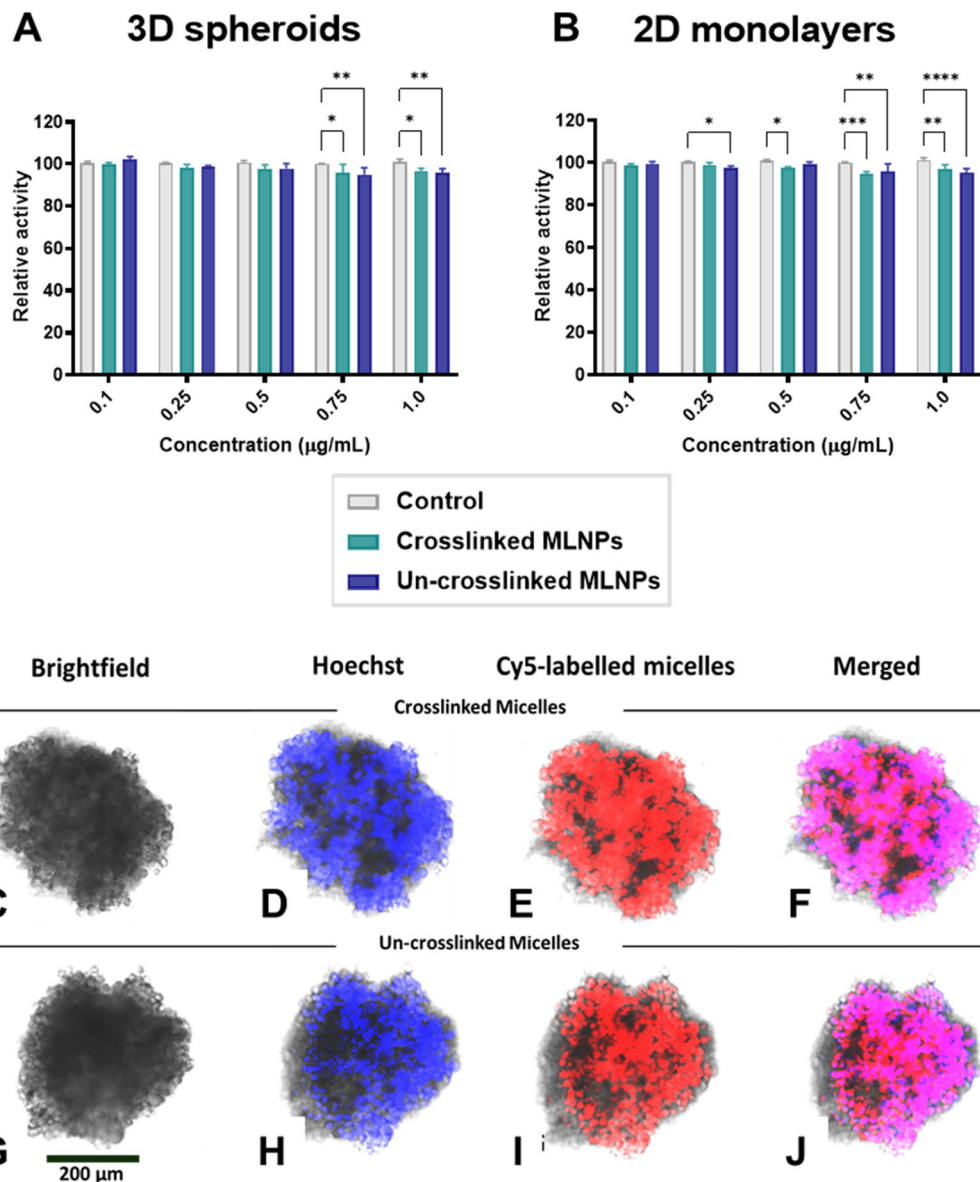 A 3D spheroids
B 2D monolayers
** **
* *
120
100
80
60
40
20
0
Relative activity
0.1 0.25 0.5 0.75 1.0
Concentration (µg/mL)
** ****
* * *** **
120
100
80
60
40
20
0
Relative activity
0.1 0.25 0.5 0.75 1.0
Concentration (µg/mL)
Control
Crosslinked MLNPs
Un-crosslinked MLNPs
Brightfield Hoechst Cy5-labelled micelles Merged
Crosslinked Micelles
C D E F
Un-crosslinked Micelles
G H I J
200 µm